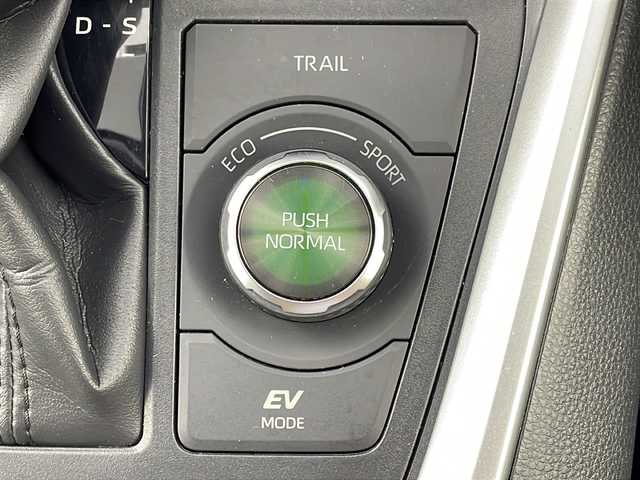 D - S
TRAIL
ECO SPORT
PUSH
NORMAL
EV
MODE